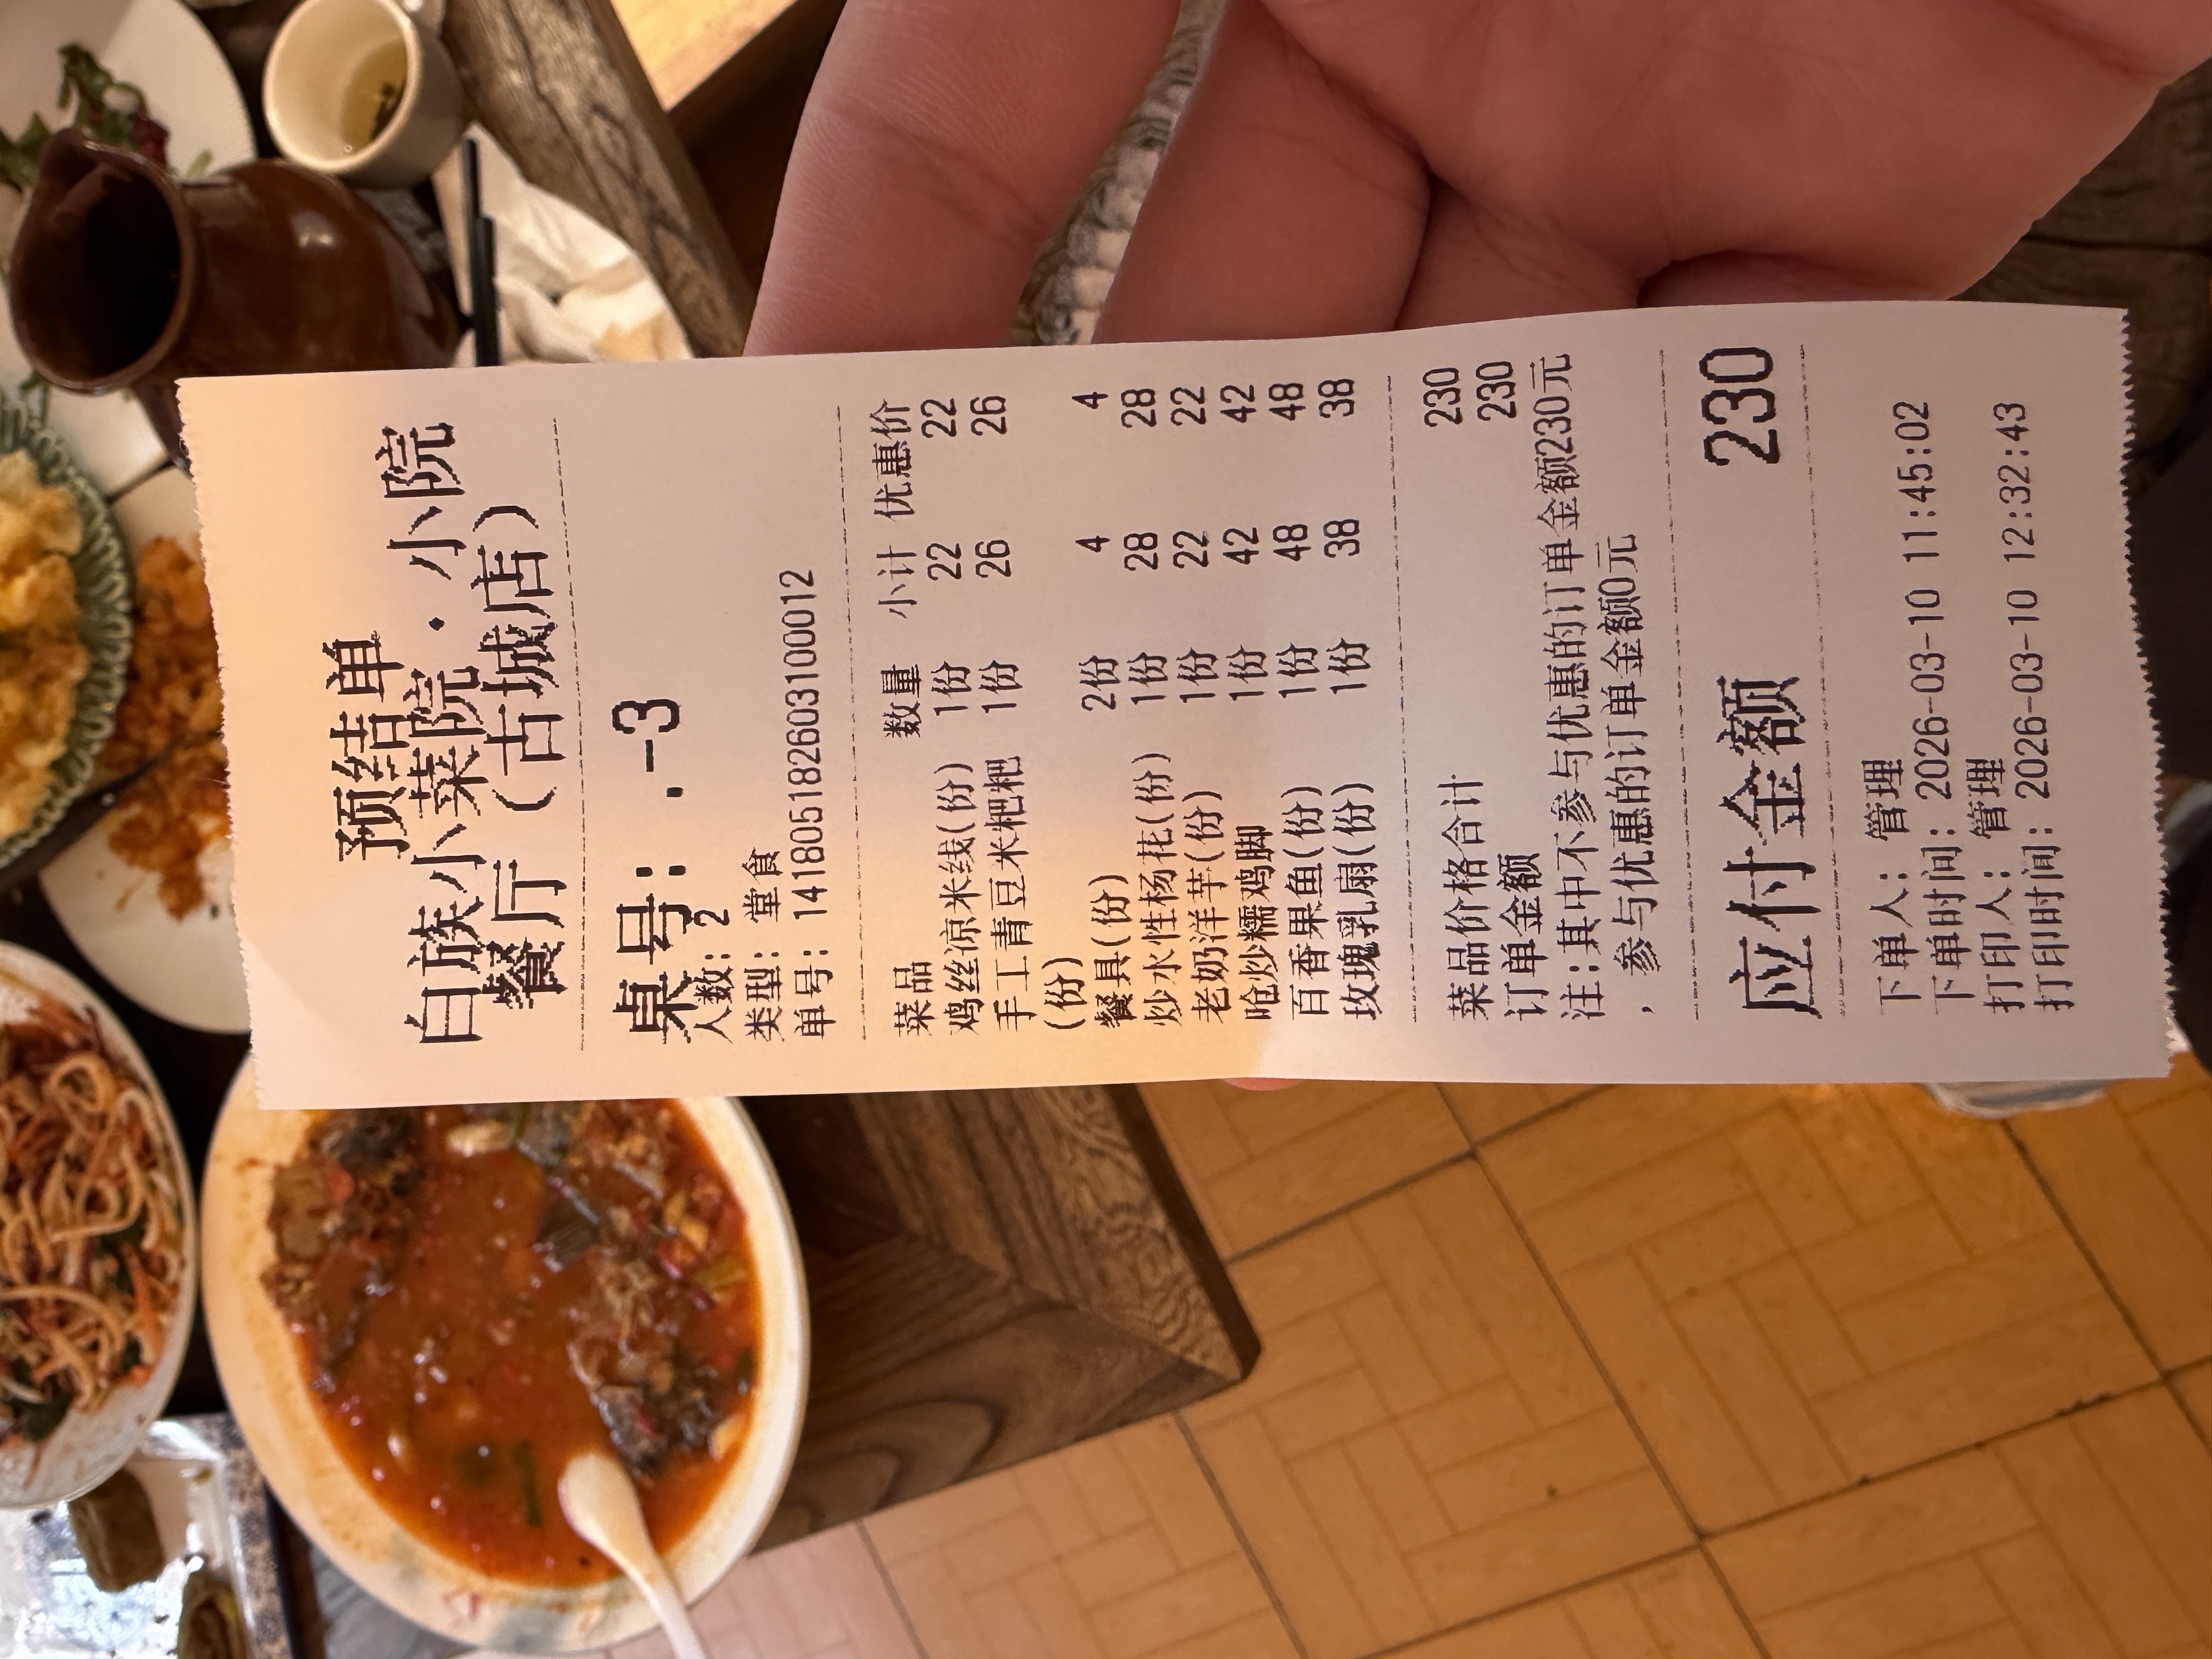 预结单
白族小菜院·小院
餐厅（古城店）
桌号：.-3
人数：2
类型：堂食
单号：14180518260310001​2
菜品 数量 小计 优惠价
鸡丝凉米线(份) 1份 22 22
手工青豆米粑粑 1份 26 26
(份)
餐具(份) 2份 4 4
炒水性杨花(份) 1份 28 28
老奶洋芋(份) 1份 22 22
呛炒糯鸡脚 1份 42 42
百香果鱼(份) 1份 48 48
玫瑰乳扇(份) 1份 38 38
菜品价格合计 230
订单金额 230
注:其中不参与优惠的订单金额230元
，参与优惠的订单金额0元
应付金额 230
下单人：管理
下单时间：2026-03-10 11:45:02
打印人：管理
打印时间：2026-03-10 12:32:43